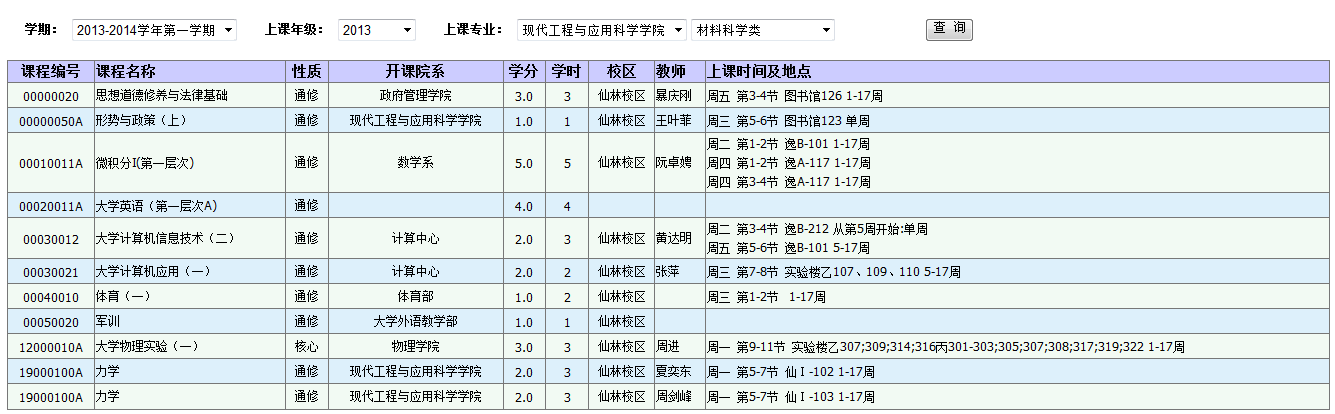 学期： 2013-2014学年第一学期 上课年级： 2013 上课专业： 现代工程与应用科学学院 材料科学类 查 询
课程编号 课程名称 性质 开课院系 学分 学时 校区 教师 上课时间及地点
00000020 思想道德修养与法律基础 通修 政府管理学院 3.0 3 仙林校区 暴庆刚 周五 第3-4节 图书馆126 1-17周
00000050A 形势与政策（上） 通修 现代工程与应用科学学院 1.0 1 仙林校区 王叶菲 周三 第5-6节 图书馆123 单周
00010011A 微积分I(第一层次) 通修 数学系 5.0 5 仙林校区 阮卓娉 周二 第1-2节 逸B-101 1-17周
周四 第1-2节 逸A-117 1-17周
周四 第3-4节 逸A-117 1-17周
00020011A 大学英语（第一层次A） 通修 4.0 4
00030012 大学计算机信息技术（二） 通修 计算中心 2.0 3 仙林校区 黄达明 周二 第3-4节 逸B-212 从第5周开始:单周
周五 第5-6节 逸B-101 5-17周
00030021 大学计算机应用（一） 通修 计算中心 2.0 2 仙林校区 张萍 周三 第7-8节 实验楼乙107、109、110 5-17周
00040010 体育（一） 通修 体育部 1.0 2 仙林校区 周三 第1-2节 1-17周
00050020 军训 通修 大学外语教学部 1.0 1 仙林校区
12000010A 大学物理实验（一） 核心 物理学院 3.0 3 仙林校区 周进 周一 第9-11节 实验楼乙307;309;314;316丙301-303;305;307;308;317;319;322 1-17周
19000100A 力学 通修 现代工程与应用科学学院 2.0 3 仙林校区 夏奕东 周一 第5-7节 仙Ⅰ-102 1-17周
19000100A 力学 通修 现代工程与应用科学学院 2.0 3 仙林校区 周剑峰 周一 第5-7节 仙Ⅰ-103 1-17周